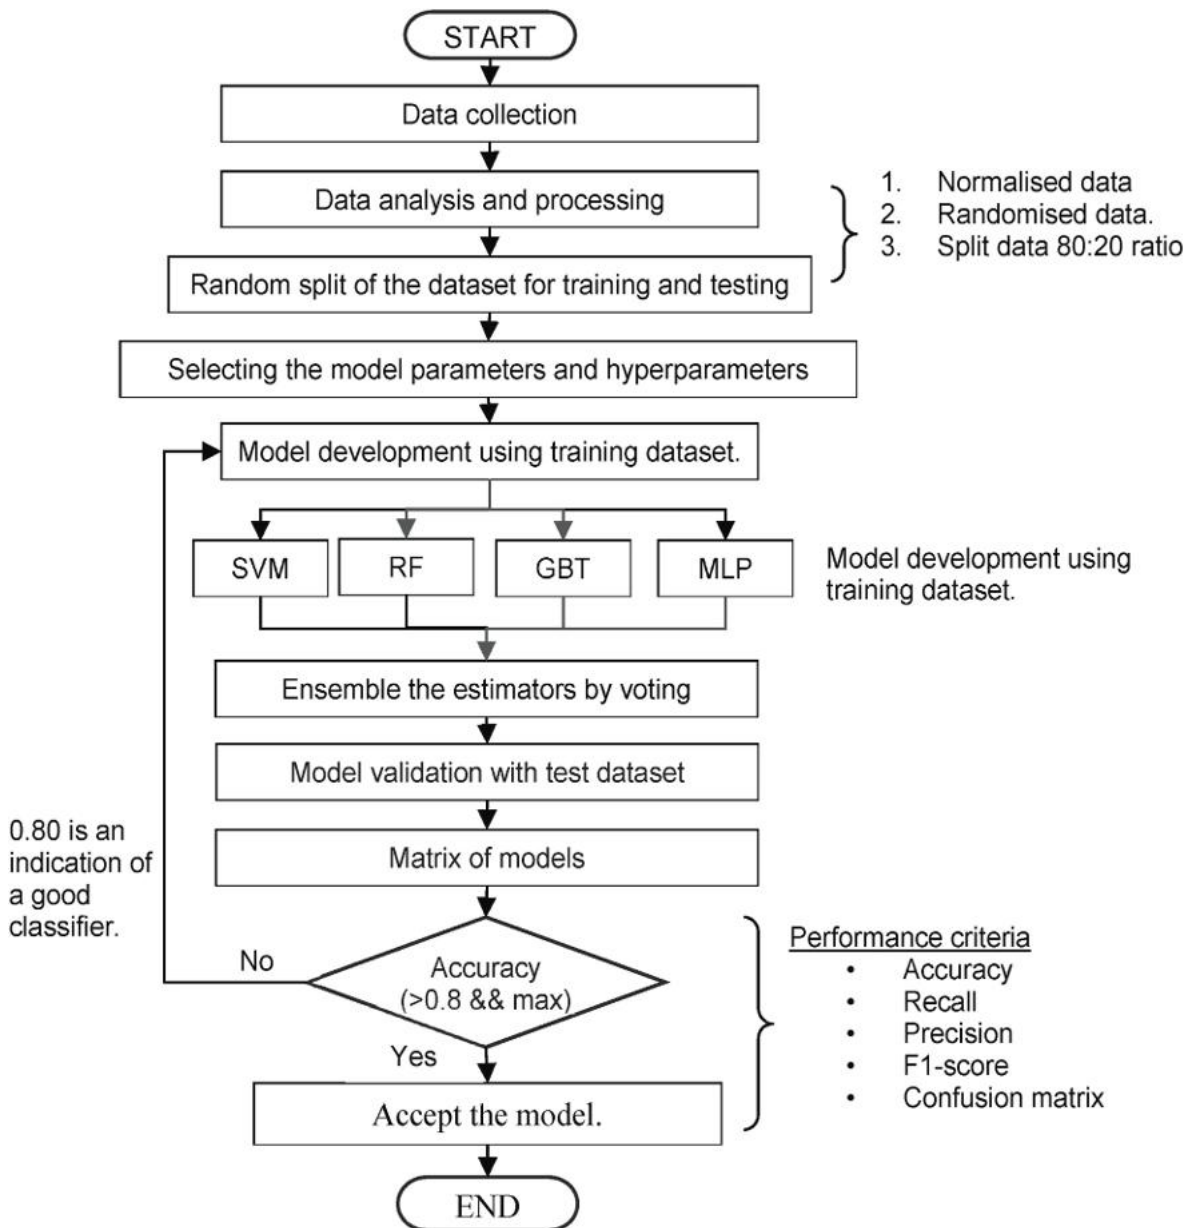 START
Data collection
Data analysis and processing
1. Normalised data
2. Randomised data.
3. Split data 80:20 ratio
Random split of the dataset for training and testing
Selecting the model parameters and hyperparameters
Model development using training dataset.
SVM
RF
GBT
MLP
Model development using
training dataset.
Ensemble the estimators by voting
Model validation with test dataset
Matrix of models
0.80 is an
indication of
a good
classifier.
No
Accuracy
(>0.8 && max)
Yes
Performance criteria
• Accuracy
• Recall
• Precision
• F1-score
• Confusion matrix
Accept the model.
END